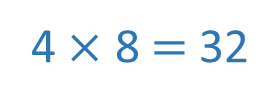 4 × 8 = 32